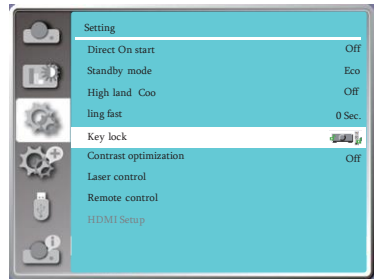 Setting
Direct On start Off
Standby mode Eco
High land Coo Off
ling fast 0 Sec.
Key lock
Contrast optimization Off
Laser control
Remote control
HDMI Setup